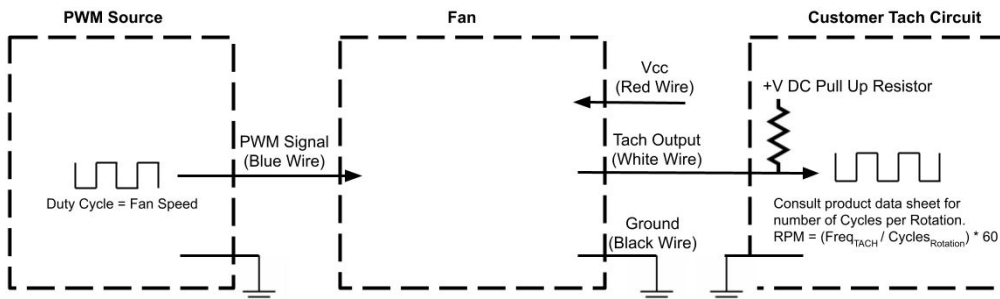 PWM Source
Fan
Customer Tach Circuit
Vcc
(Red Wire)
+V DC Pull Up Resistor
PWM Signal
(Blue Wire)
Tach Output
(White Wire)
Duty Cycle = Fan Speed
Consult product data sheet for
number of Cycles per Rotation.
RPM = (Freq_TACH / Cycles_Rotation) * 60
Ground
(Black Wire)